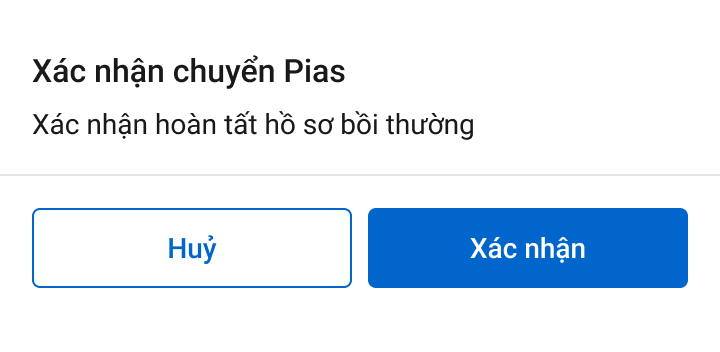 Xác nhận chuyển Pias
Xác nhận hoàn tất hồ sơ bồi thường
Huỷ
Xác nhận